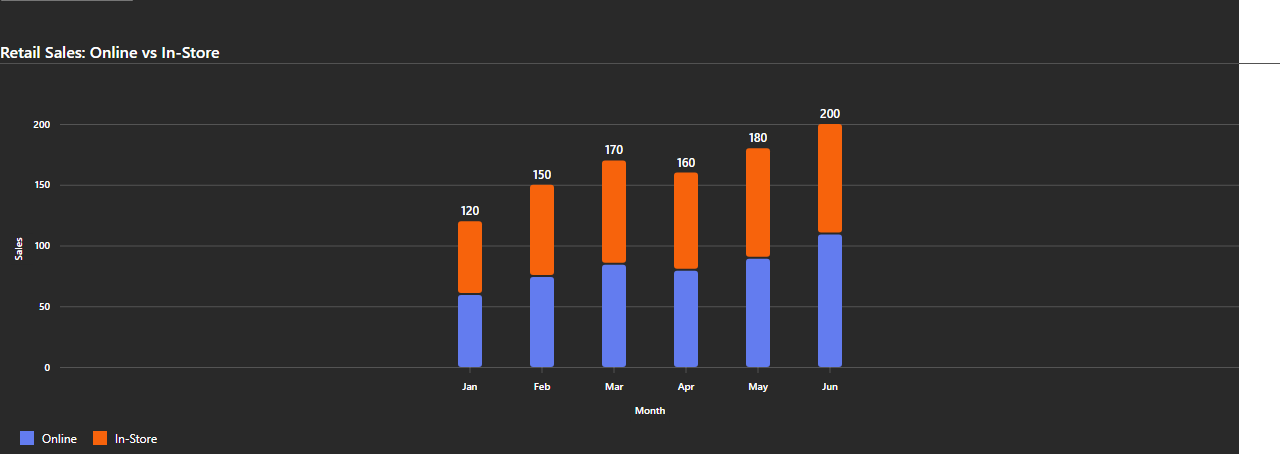 Retail Sales: Online vs In-Store
200
150
100
50
0
Sales
120
150
170
160
180
200
Jan Feb Mar Apr May Jun
Month
Online In-Store